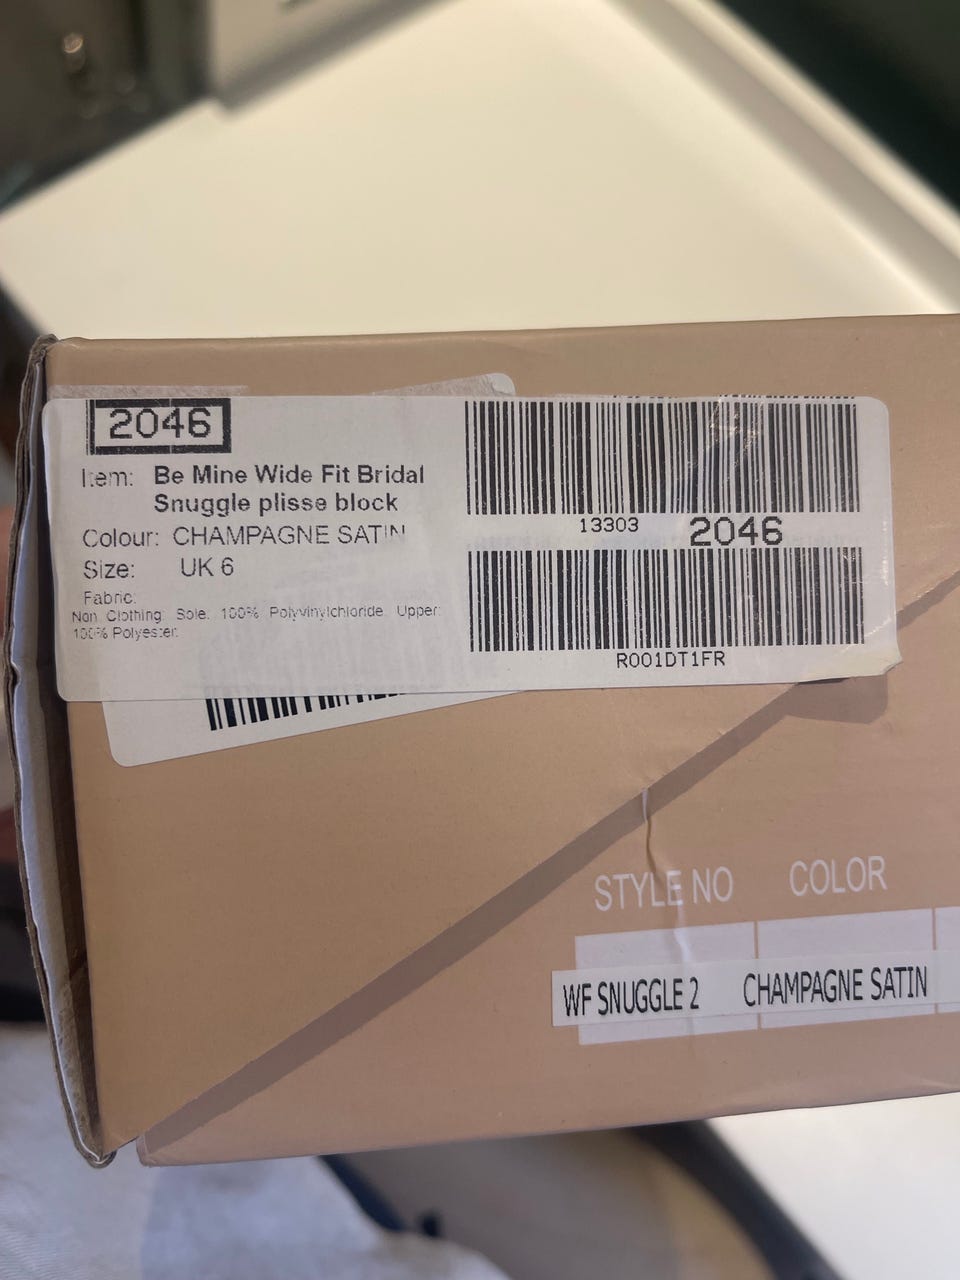 2046
Item: Be Mine Wide Fit Bridal
Snuggle plisse block
Colour: CHAMPAGNE SATIN
Size: UK 6
Fabric:
Non Clothing: Sole: 100% Polyvinylchloride. Upper:
100% Polyester.
13303 2046
R001DT1FR
STYLE NO COLOR
WF SNUGGLE 2 CHAMPAGNE SATIN